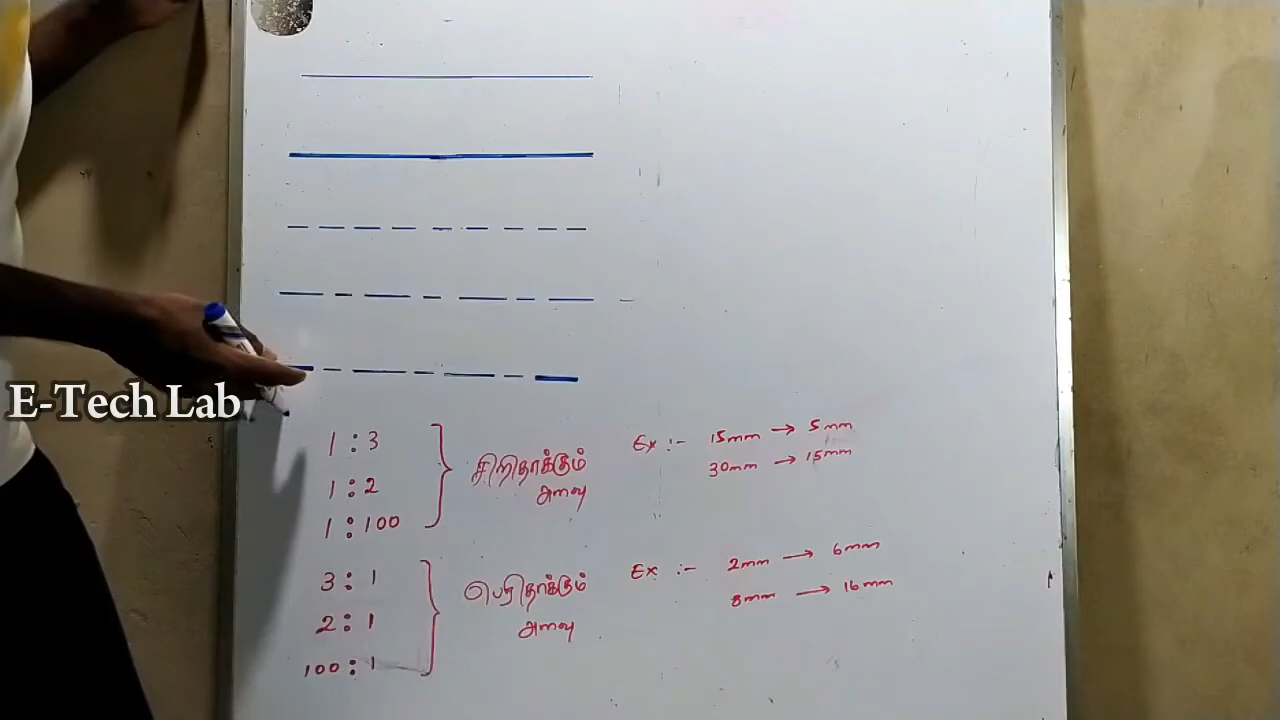 E-Tech Lab
1 : 3
1 : 2
1 : 100
சிறிதாக்கும்
அளவு
Ex :- 15mm → 5mm
30mm → 15mm
3 : 1
2 : 1
100 : 1
பெரிதாக்கும்
அளவு
Ex :- 2mm → 6mm
8mm → 16mm